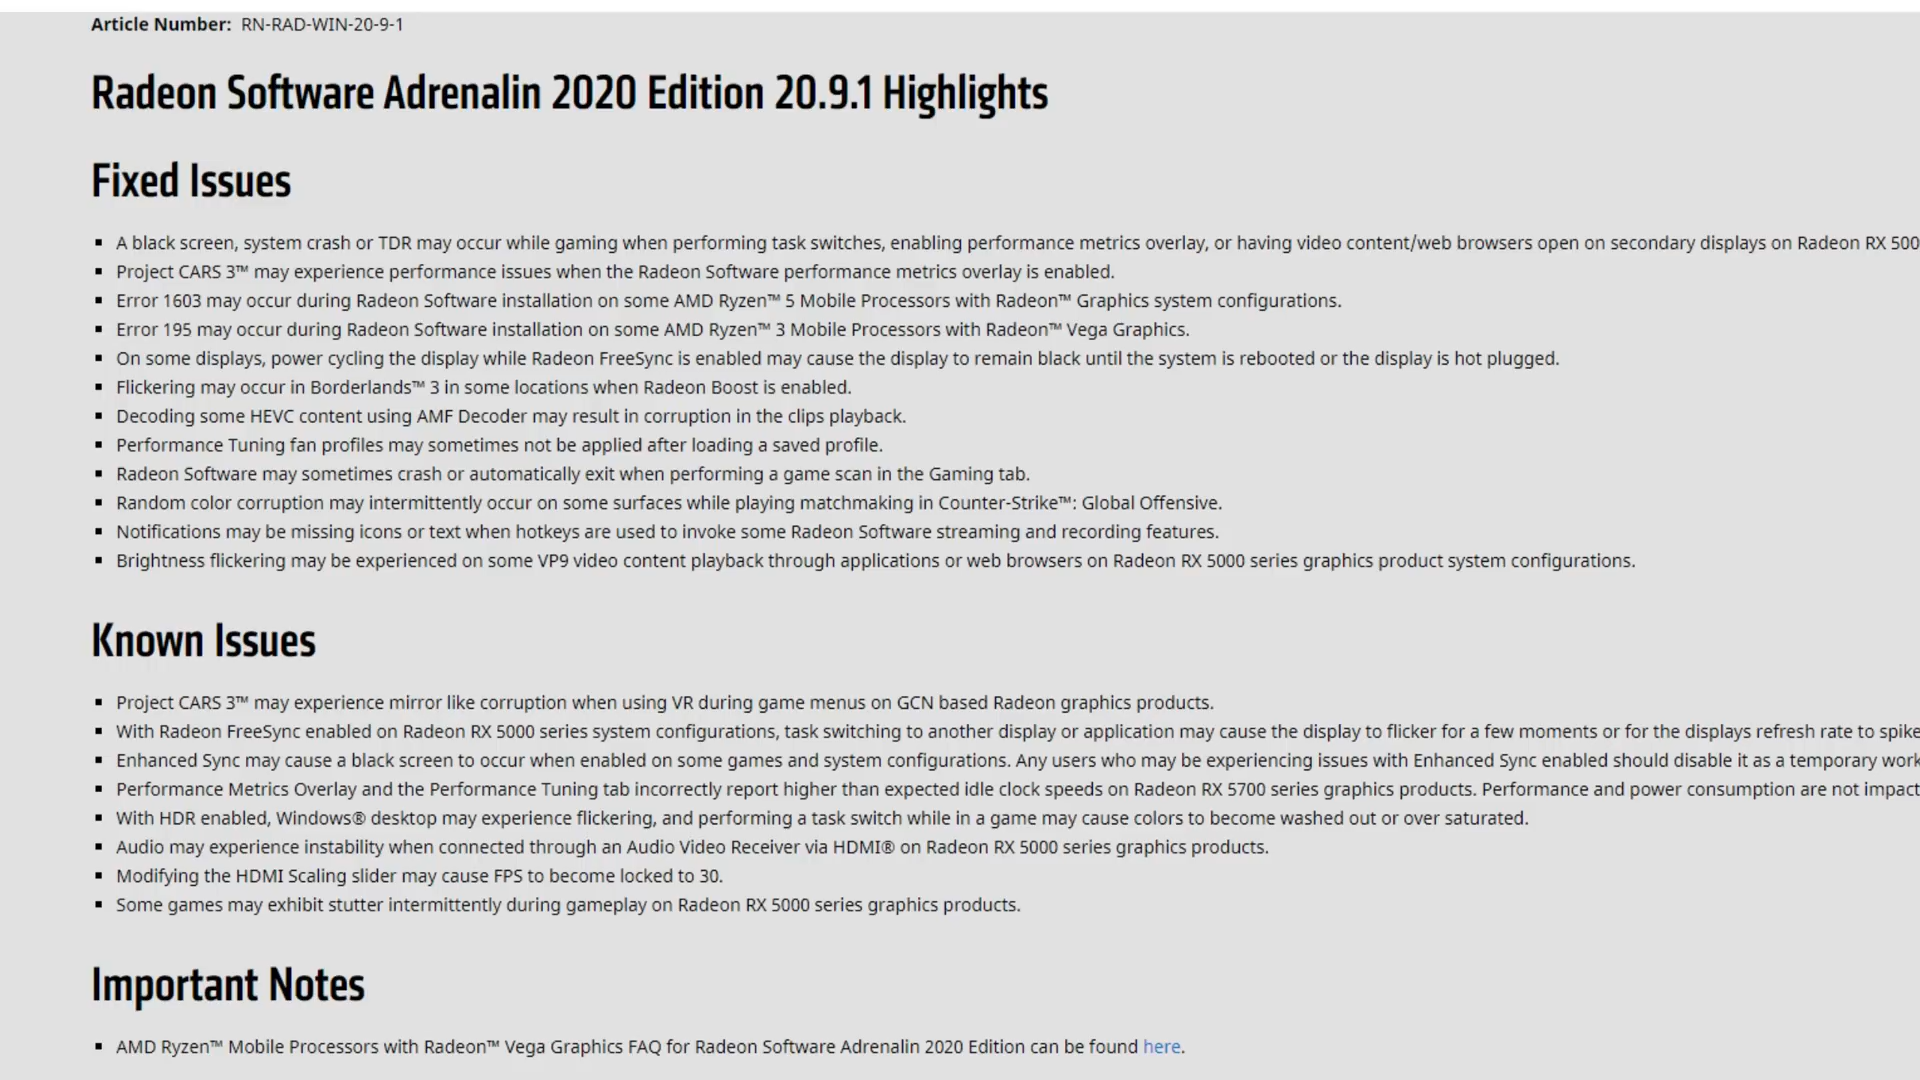 Article Number: RN-RAD-WIN-20-9-1
Radeon Software Adrenalin 2020 Edition 20.9.1 Highlights
Fixed Issues
▪ A black screen, system crash or TDR may occur while gaming when performing task switches, enabling performance metrics overlay, or having video content/web browsers open on secondary displays on Radeon RX 500
▪ Project CARS 3™ may experience performance issues when the Radeon Software performance metrics overlay is enabled.
▪ Error 1603 may occur during Radeon Software installation on some AMD Ryzen™ 5 Mobile Processors with Radeon™ Graphics system configurations.
▪ Error 195 may occur during Radeon Software installation on some AMD Ryzen™ 3 Mobile Processors with Radeon™ Vega Graphics.
▪ On some displays, power cycling the display while Radeon FreeSync is enabled may cause the display to remain black until the system is rebooted or the display is hot plugged.
▪ Flickering may occur in Borderlands™ 3 in some locations when Radeon Boost is enabled.
▪ Decoding some HEVC content using AMF Decoder may result in corruption in the clips playback.
▪ Performance Tuning fan profiles may sometimes not be applied after loading a saved profile.
▪ Radeon Software may sometimes crash or automatically exit when performing a game scan in the Gaming tab.
▪ Random color corruption may intermittently occur on some surfaces while playing matchmaking in Counter-Strike™: Global Offensive.
▪ Notifications may be missing icons or text when hotkeys are used to invoke some Radeon Software streaming and recording features.
▪ Brightness flickering may be experienced on some VP9 video content playback through applications or web browsers on Radeon RX 5000 series graphics product system configurations.
Known Issues
▪ Project CARS 3™ may experience mirror like corruption when using VR during game menus on GCN based Radeon graphics products.
▪ With Radeon FreeSync enabled on Radeon RX 5000 series system configurations, task switching to another display or application may cause the display to flicker for a few moments or for the displays refresh rate to spike
▪ Enhanced Sync may cause a black screen to occur when enabled on some games and system configurations. Any users who may be experiencing issues with Enhanced Sync enabled should disable it as a temporary work
▪ Performance Metrics Overlay and the Performance Tuning tab incorrectly report higher than expected idle clock speeds on Radeon RX 5700 series graphics products. Performance and power consumption are not impact
▪ With HDR enabled, Windows® desktop may experience flickering, and performing a task switch while in a game may cause colors to become washed out or over saturated.
▪ Audio may experience instability when connected through an Audio Video Receiver via HDMI® on Radeon RX 5000 series graphics products.
▪ Modifying the HDMI Scaling slider may cause FPS to become locked to 30.
▪ Some games may exhibit stutter intermittently during gameplay on Radeon RX 5000 series graphics products.
Important Notes
▪ AMD Ryzen™ Mobile Processors with Radeon™ Vega Graphics FAQ for Radeon Software Adrenalin 2020 Edition can be found here.